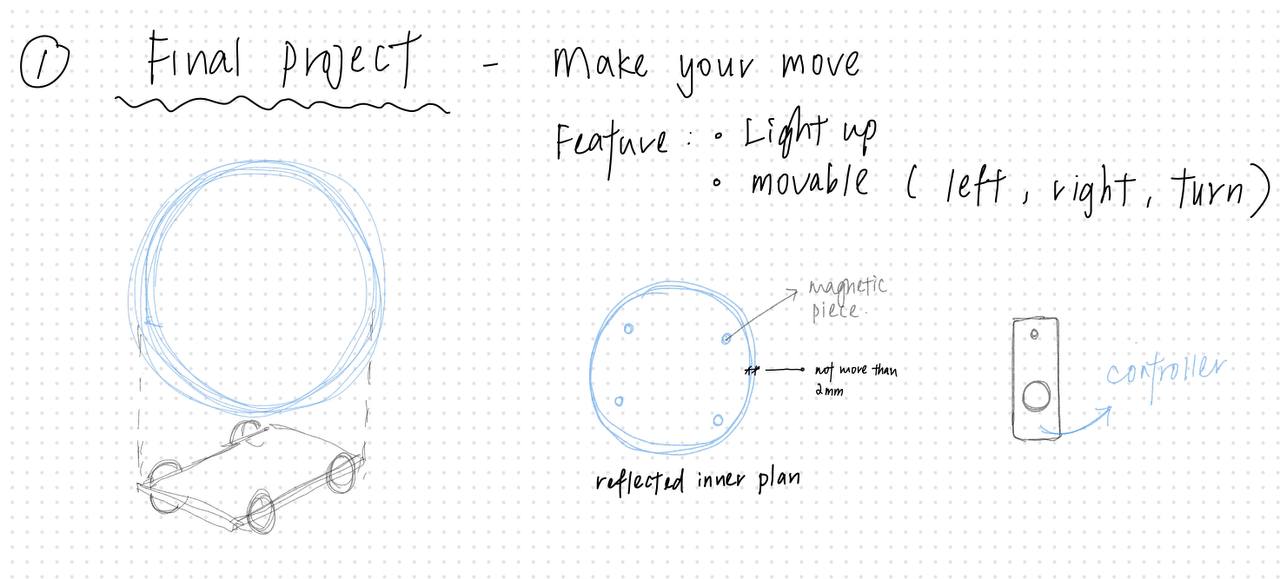 ① Final project - Make your move
Feature : • Light up
• movable ( left , right , turn )
magnetic
piece.
not more than
2mm
controller
reflected inner plan